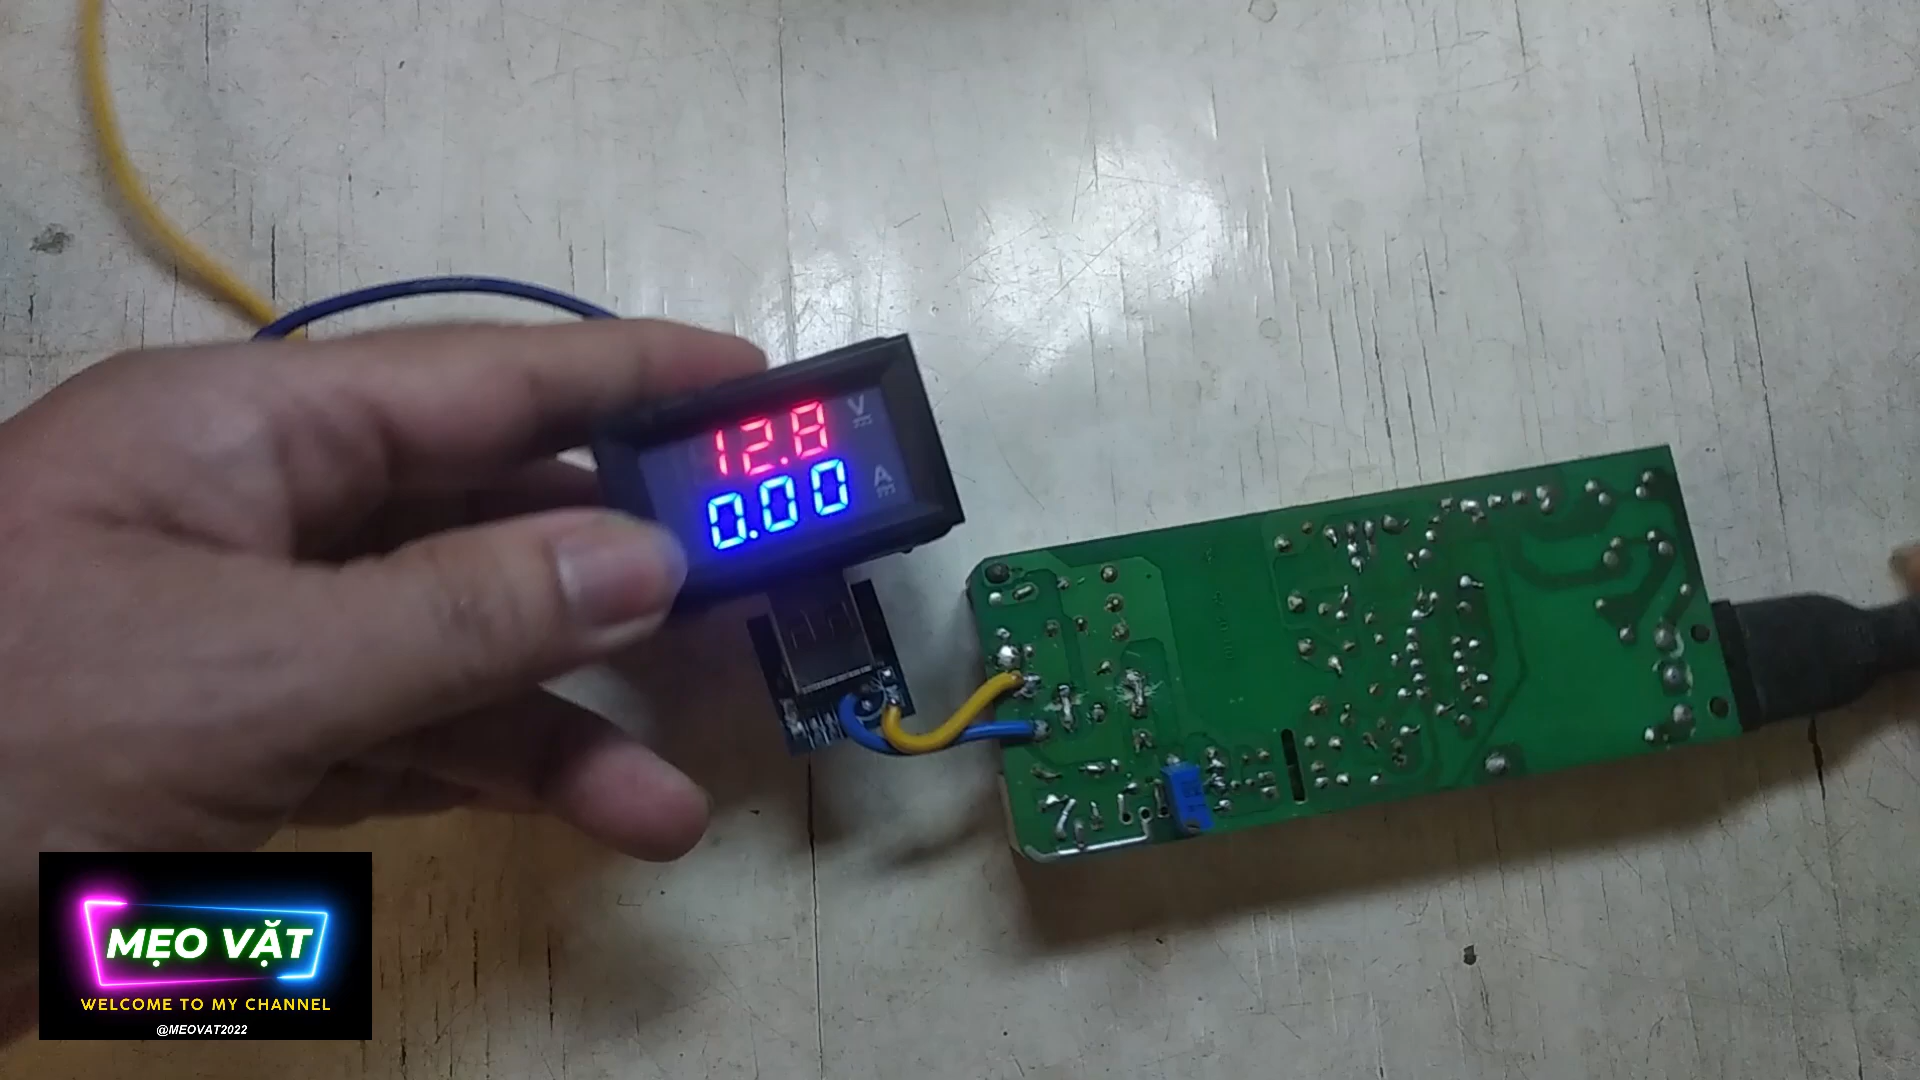 12.8 V
0.00 A
MẸO VẶT
WELCOME TO MY CHANNEL
@MEOVAT2022